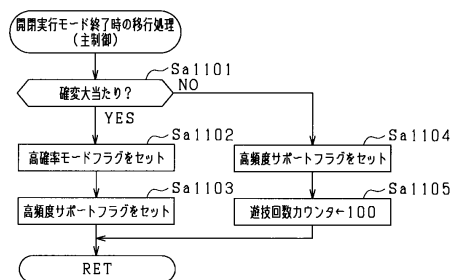 開閉実行モード終了時の移行処理
(主制御)
Sa1101
確変大当たり?
NO
YES
Sa1102
高確率モードフラグをセット
Sa1104
高頻度サポートフラグをセット
Sa1103
高頻度サポートフラグをセット
Sa1105
遊技回数カウンタ←100
RET